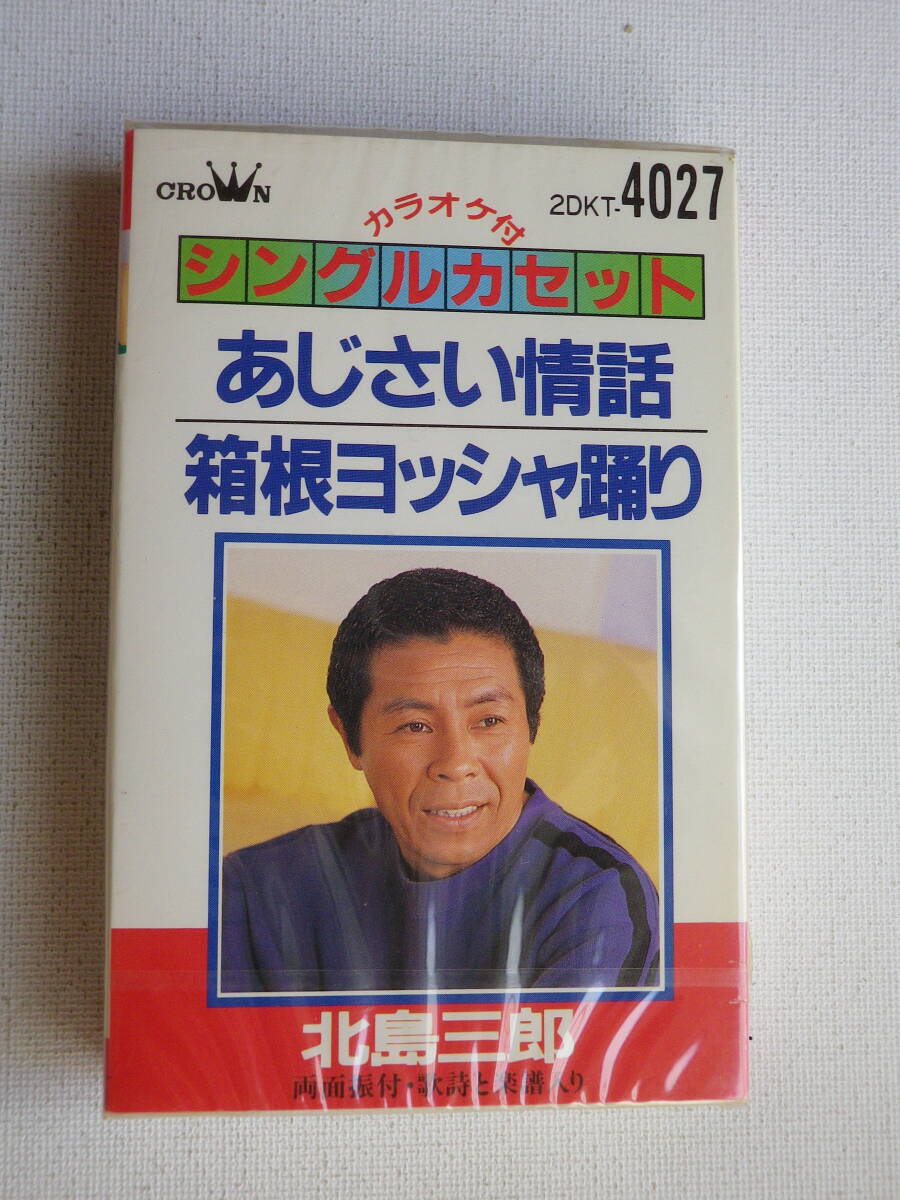 CROWN
2DKT-4027
カラオケ付
シングルカセット
あじさい情話
箱根ヨッシャ踊り
北島三郎
両面振付・歌詩と楽譜入り